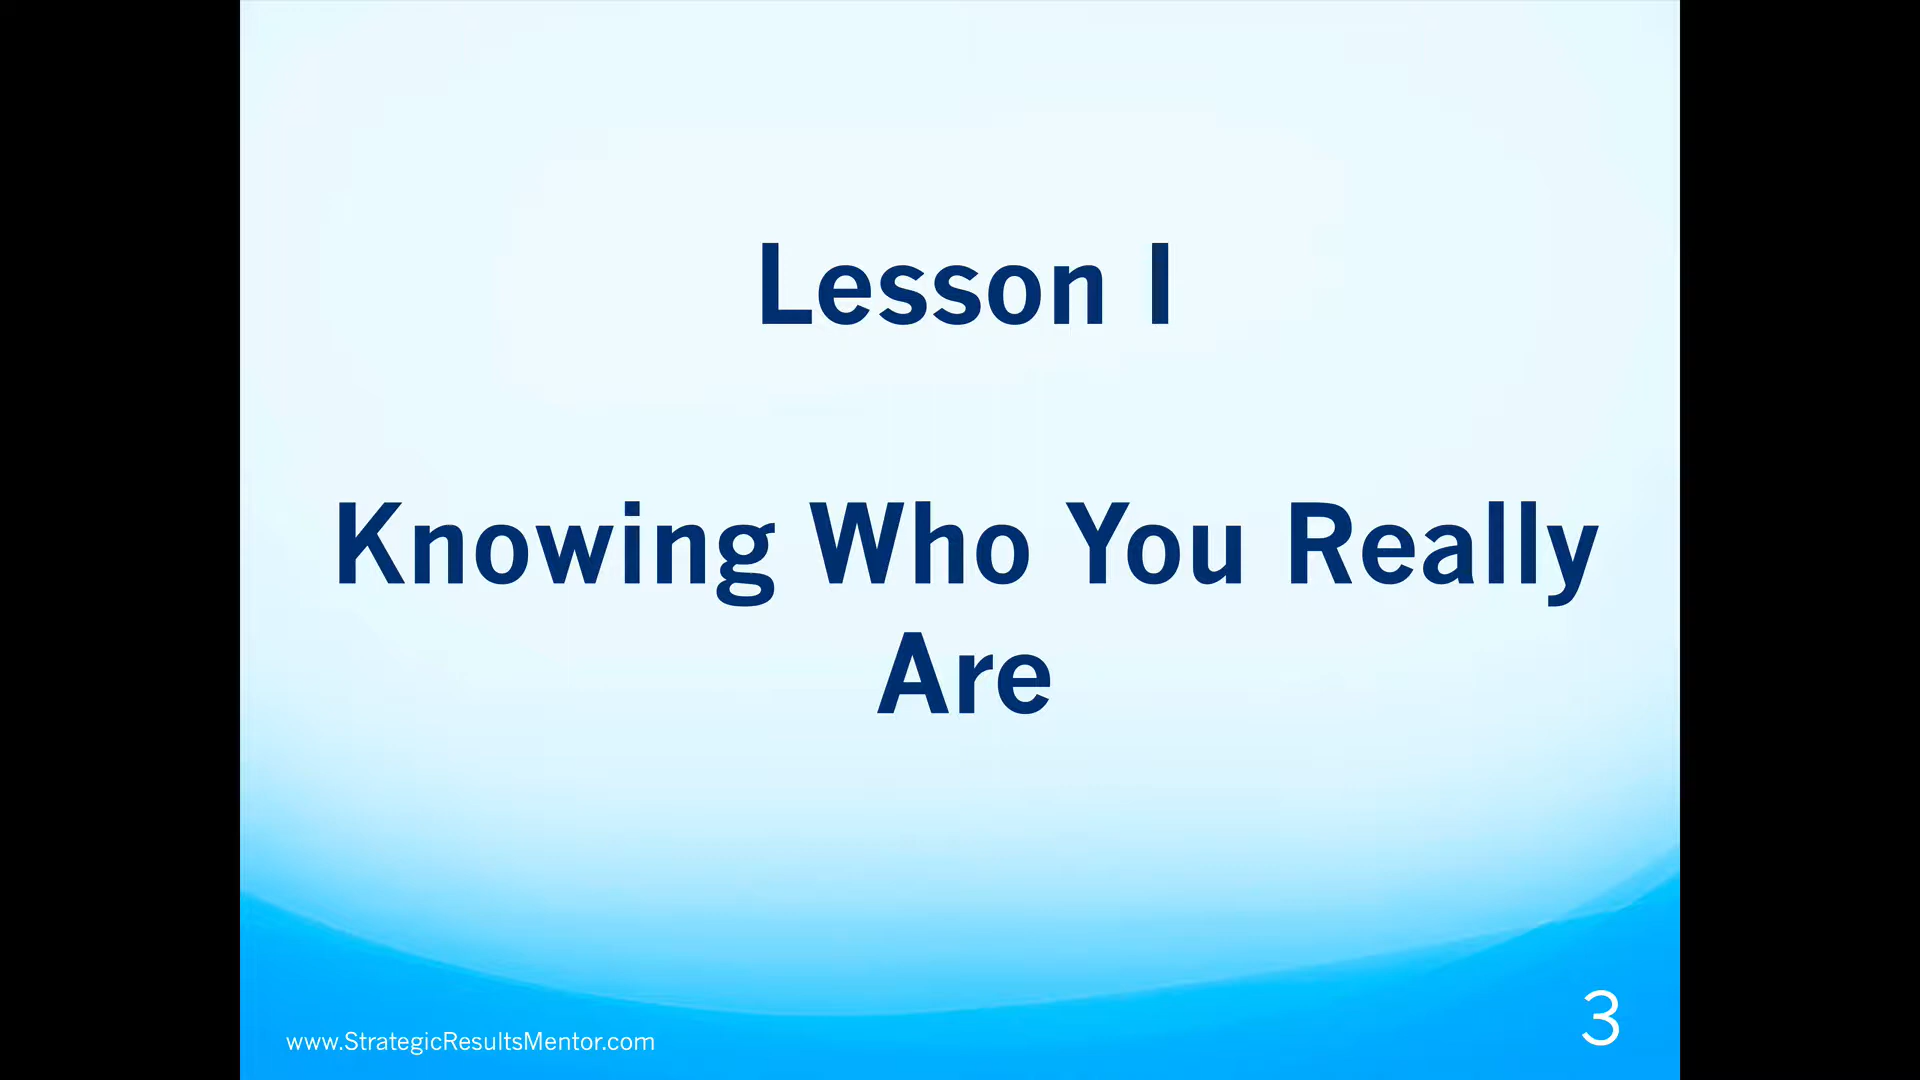 Lesson I
Knowing Who You Really
Are
www.StrategicResultsMentor.com
3